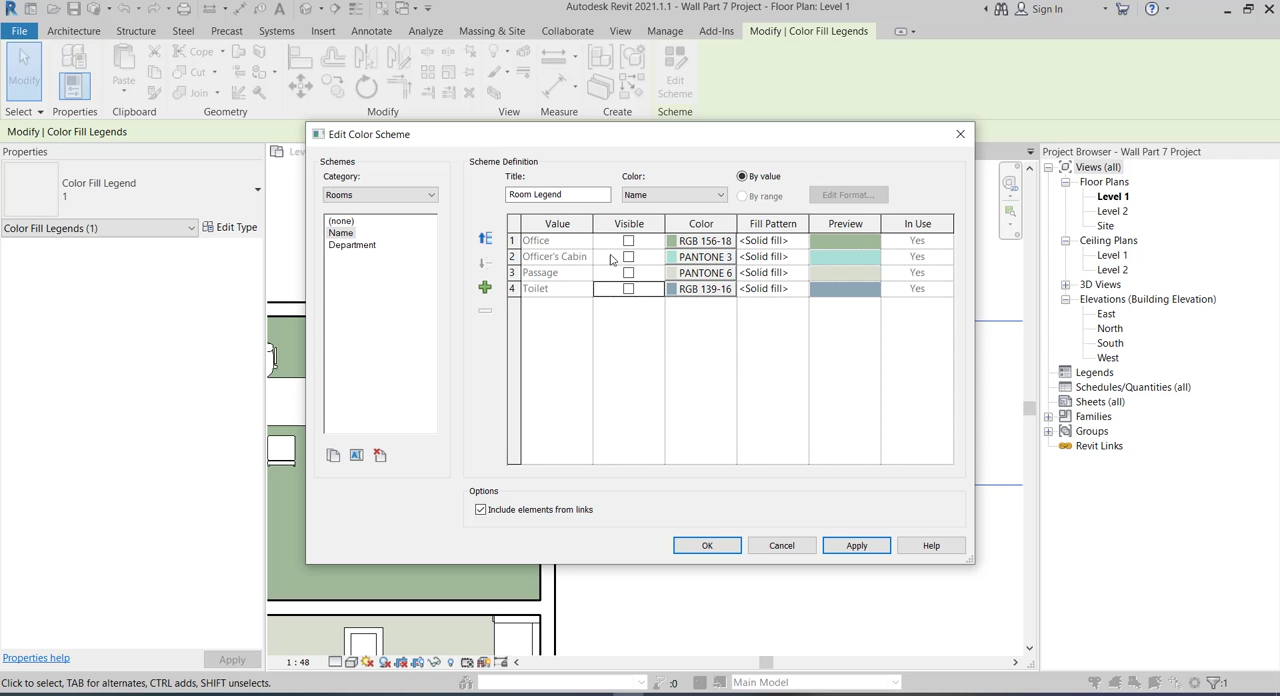 Autodesk Revit 2021.1.1 - Wall Part 7 Project - Floor Plan: Level 1
Sign In
File Architecture Structure Steel Precast Systems Insert Annotate Analyze Massing & Site Collaborate View Manage Add-Ins Modify | Color Fill Legends
Modify
Paste
Cope
Cut
Join
Edit
Scheme
Select Properties Clipboard Geometry Modify View Measure Create Scheme
Modify | Color Fill Legends
Properties
Color Fill Legend
1
Color Fill Legends (1)
Edit Type
Properties help
Apply
Edit Color Scheme
Schemes
Category:
Rooms
(none)
Name
Department
Scheme Definition
Title:
Room Legend
Color:
Name
By value
By range
Edit Format...
Value Visible Color Fill Pattern Preview In Use
1 Office RGB 156-18 <Solid fill> Yes
2 Officer's Cabin PANTONE 3 <Solid fill> Yes
3 Passage PANTONE 6 <Solid fill> Yes
4 Toilet RGB 139-16 <Solid fill> Yes
Options
Include elements from links
OK Cancel Apply Help
Project Browser - Wall Part 7 Project
Views (all)
Floor Plans
Level 1
Level 2
Site
Ceiling Plans
Level 1
Level 2
3D Views
Elevations (Building Elevation)
East
North
South
West
Legends
Schedules/Quantities (all)
Sheets (all)
Families
Groups
Revit Links
1 : 48
Click to select, TAB for alternates, CTRL adds, SHIFT unselects.
:0
Main Model
:1